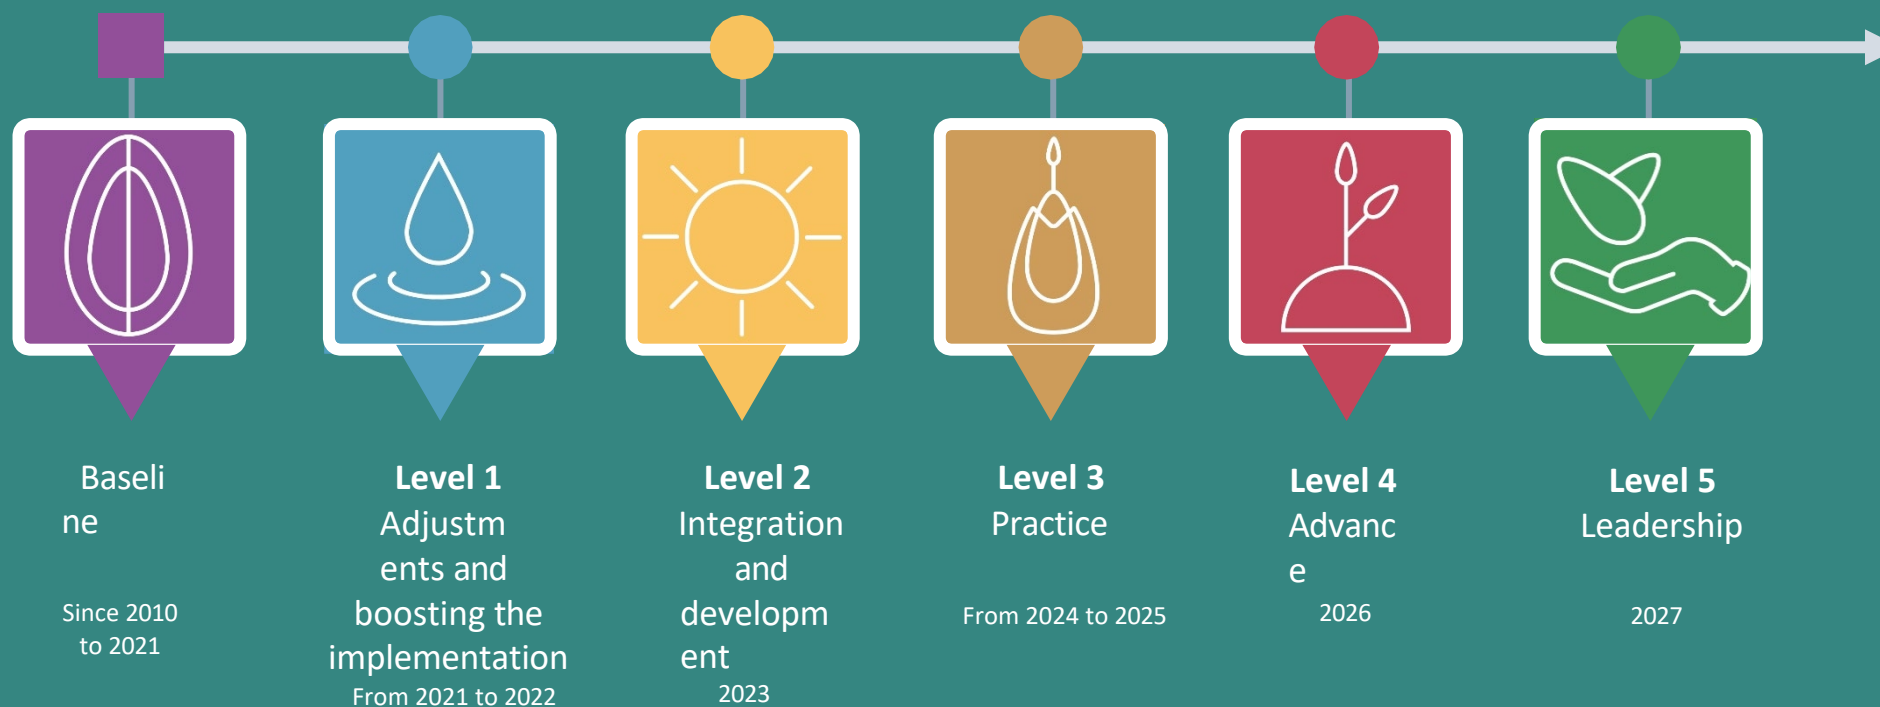 Baseli
ne
Since 2010
to 2021
Level 1
Adjustm
ents and
boosting the
implementation
From 2021 to 2022
Level 2
Integration
and
developm
ent
2023
Level 3
Practice
From 2024 to 2025
Level 4
Advanc
e
2026
Level 5
Leadership
2027